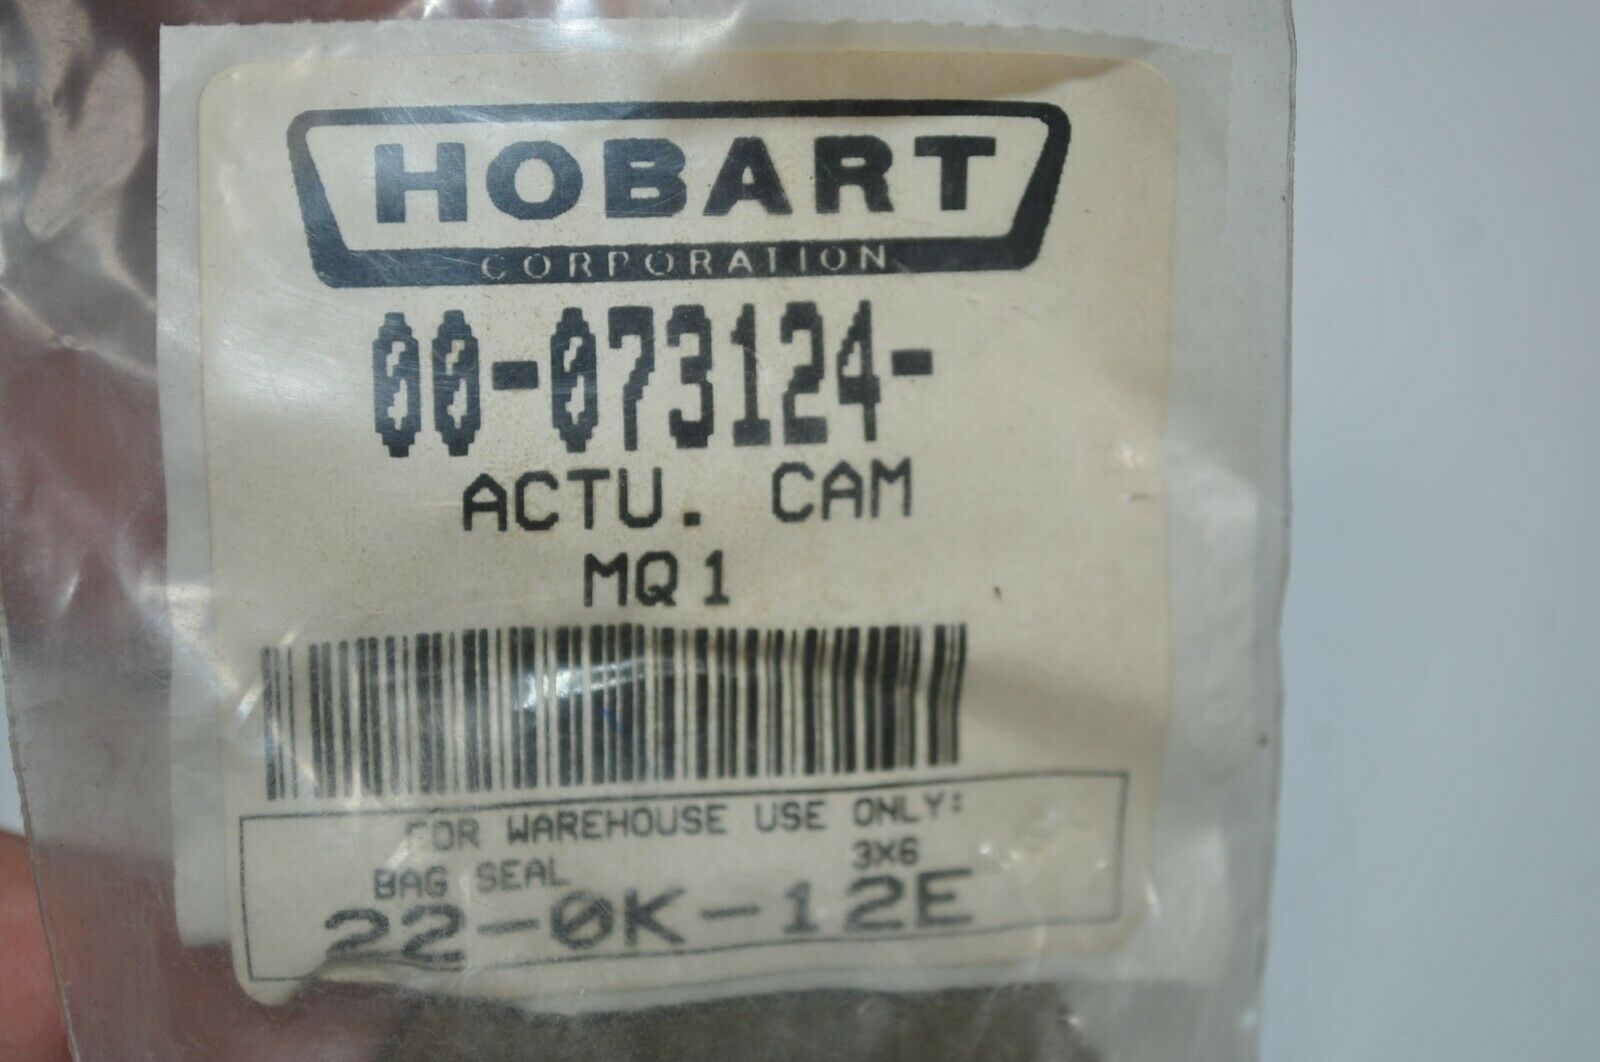 HOBART
CORPORATION
00-073124-
ACTU. CAM
MQ1
FOR WAREHOUSE USE ONLY:
BAG SEAL 3X6
22-0K-12E